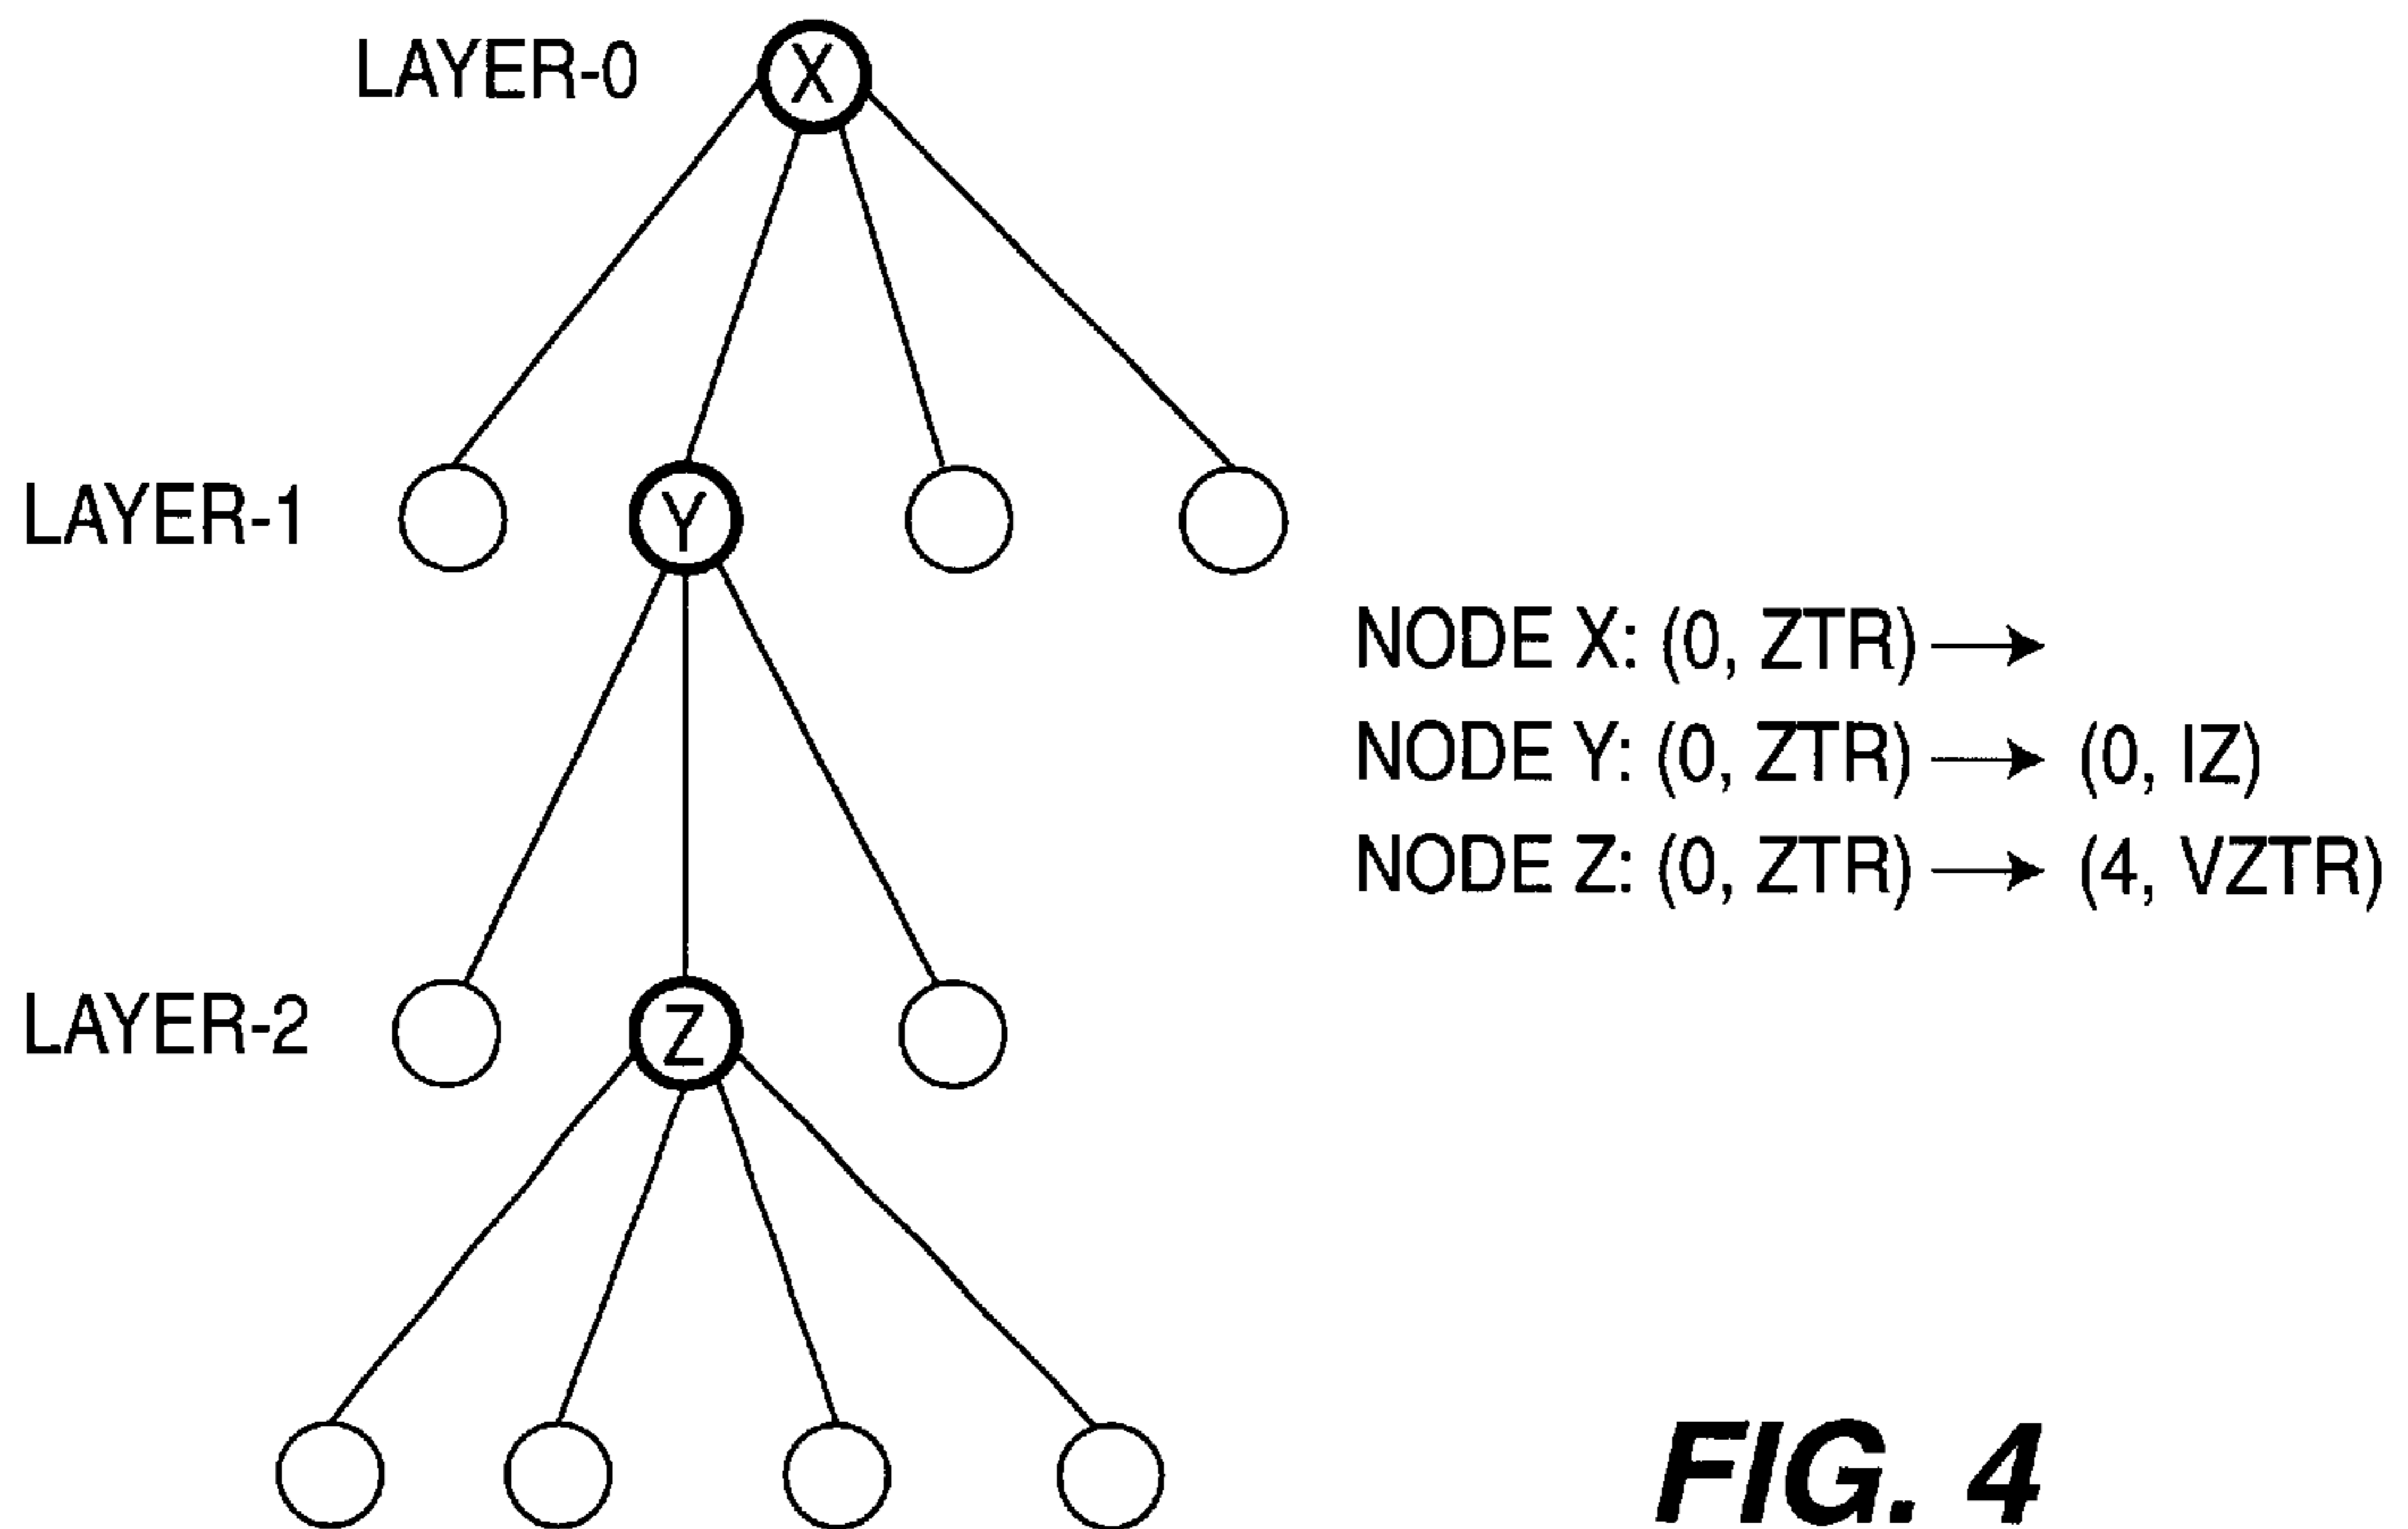 LAYER-0
X
LAYER-1
Y
NODE X: (0, ZTR) →
NODE Y: (0, ZTR) → (0, IZ)
NODE Z: (0, ZTR) → (4, VZTR)
LAYER-2
Z
FIG. 4